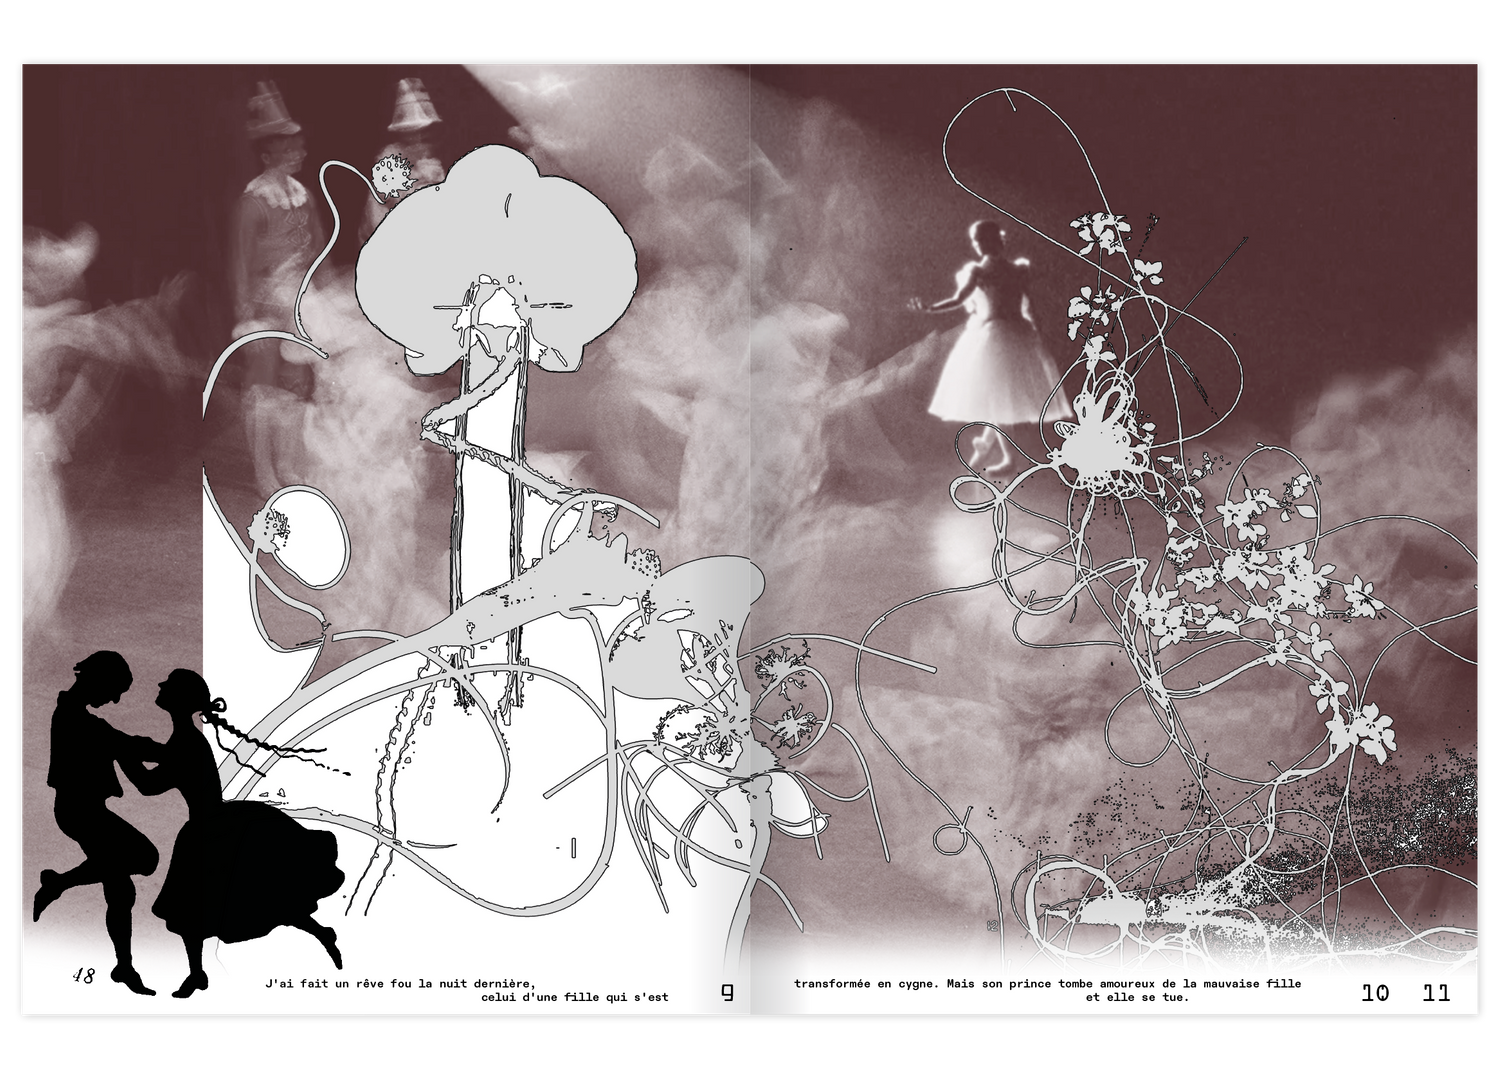 48
J'ai fait un rêve fou la nuit dernière,
celui d'une fille qui s'est
9
transformée en cygne. Mais son prince tombe amoureux de la mauvaise fille
et elle se tue.
10 11